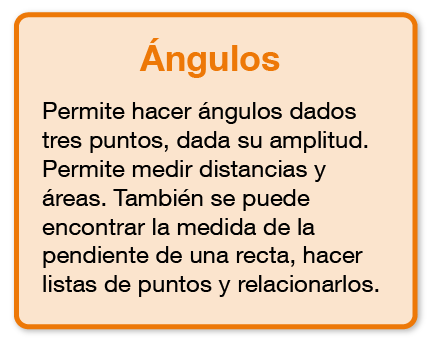 Ángulos
Permite hacer ángulos dados
tres puntos, dada su amplitud.
Permite medir distancias y
áreas. También se puede
encontrar la medida de la
pendiente de una recta, hacer
listas de puntos y relacionarlos.